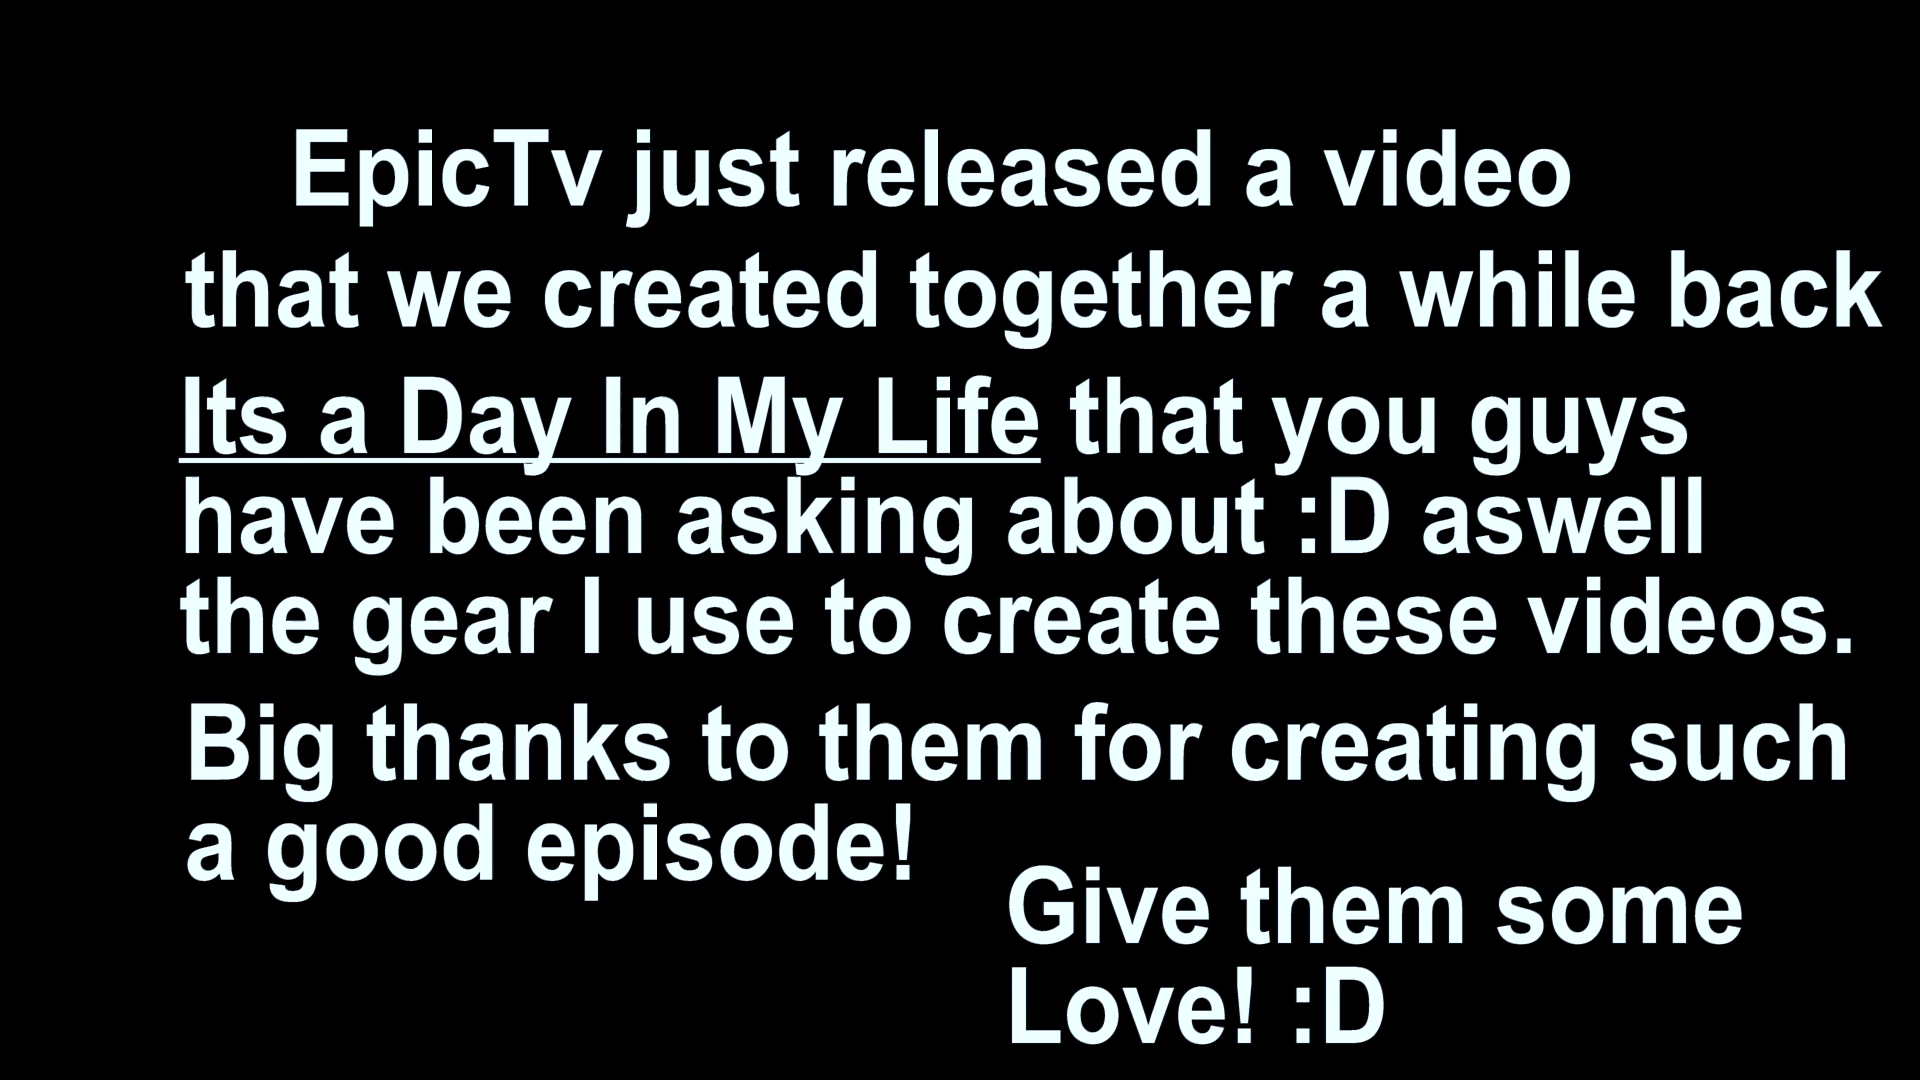 EpicTv just released a video
that we created together a while back
Its a Day In My Life that you guys
have been asking about :D aswell
the gear I use to create these videos.
Big thanks to them for creating such
a good episode!
Give them some
Love! :D